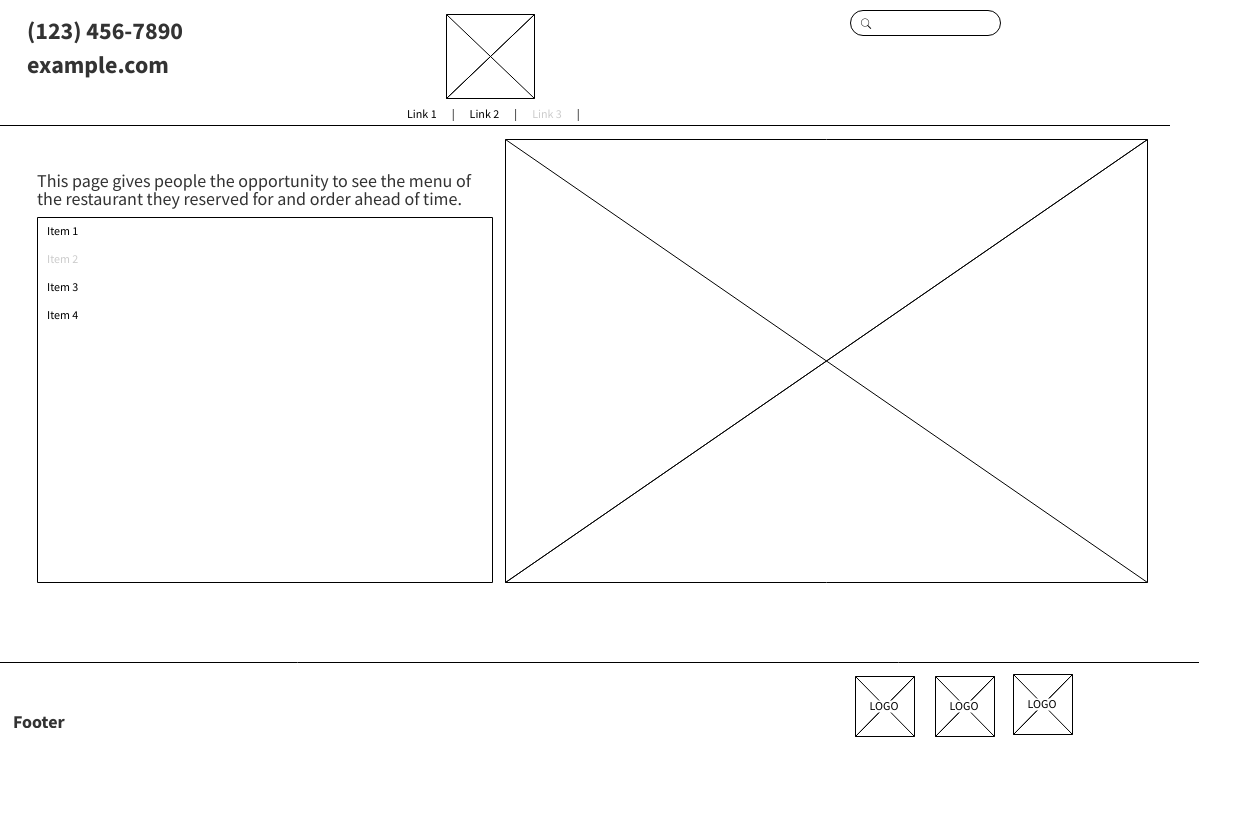 (123) 456-7890
example.com
Link 1 | Link 2 | Link 3 |
This page gives people the opportunity to see the menu of
the restaurant they reserved for and order ahead of time.
Item 1
Item 2
Item 3
Item 4
LOGO LOGO LOGO
Footer